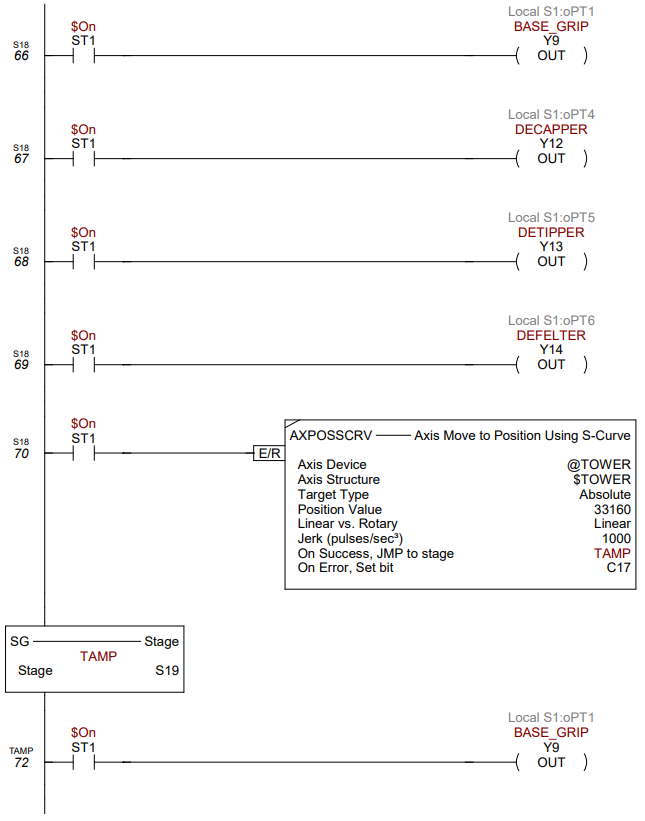 Local S1:oPT1
$On BASE_GRIP
S18 ST1 Y9
66 OUT
Local S1:oPT4
$On DECAPPER
S18 ST1 Y12
67 OUT
Local S1:oPT5
$On DETIPPER
S18 ST1 Y13
68 OUT
Local S1:oPT6
$On DEFELTER
S18 ST1 Y14
69 OUT
$On
S18 ST1 AXPOSSCRV Axis Move to Position Using S-Curve
70 E/R
Axis Device @TOWER
Axis Structure $TOWER
Target Type Absolute
Position Value 33160
Linear vs. Rotary Linear
Jerk (pulses/sec³) 1000
On Success, JMP to stage TAMP
On Error, Set bit C17
SG Stage
TAMP
Stage S19
Local S1:oPT1
$On BASE_GRIP
TAMP ST1 Y9
72 OUT